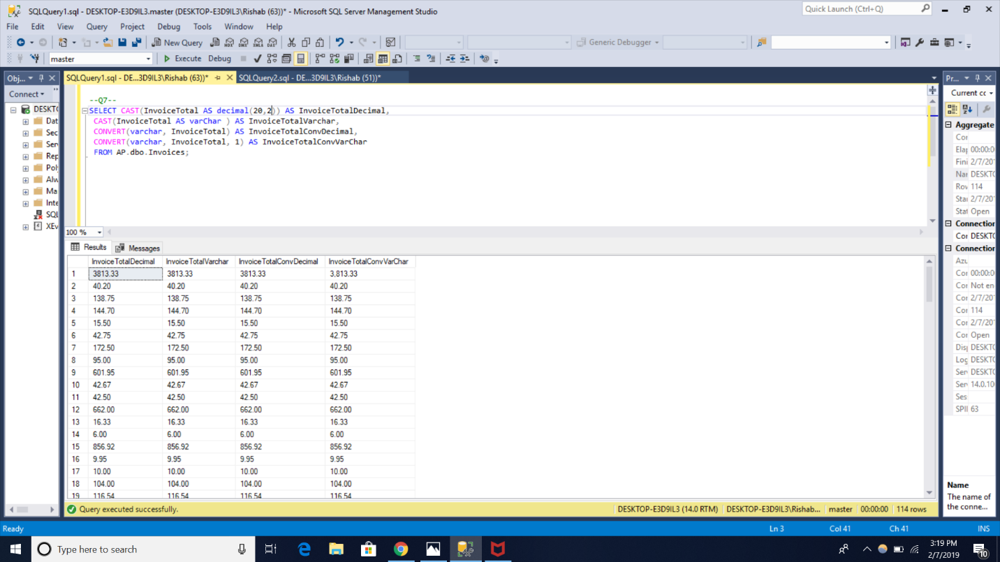 SQLQuery1.sql - DESKTOP-E3D9IL3.master (DESKTOP-E3D9IL3\Rishab (63))* - Microsoft SQL Server Management Studio
Quick Launch (Ctrl+Q)
File Edit View Query Project Debug Tools Window Help
New Query MDX DMX XMLA DAX Generic Debugger
master Execute Debug
Obj... SQLQuery1.sql - DE...3D9IL3\Rishab (63))* SQLQuery2.sql - DE...3D9IL3\Rishab (51))* Pr...
Connect
Current cc
DESKT
Dat
Sec
Ser
Rep
Pol
Alw
Ma
Inte
SQL
XEv
--Q7--
SELECT CAST(InvoiceTotal AS decimal(20,2)) AS InvoiceTotalDecimal,
CAST(InvoiceTotal AS varChar ) AS InvoiceTotalVarchar,
CONVERT(varchar, InvoiceTotal) AS InvoiceTotalConvDecimal,
CONVERT(varchar, InvoiceTotal, 1) AS InvoiceTotalConvVarChar
FROM AP.dbo.Invoices;
100 %
Results Messages
InvoiceTotalDecimal InvoiceTotalVarchar InvoiceTotalConvDecimal InvoiceTotalConvVarChar
1 3813.33 3813.33 3813.33 3,813.33
2 40.20 40.20 40.20 40.20
3 138.75 138.75 138.75 138.75
4 144.70 144.70 144.70 144.70
5 15.50 15.50 15.50 15.50
6 42.75 42.75 42.75 42.75
7 172.50 172.50 172.50 172.50
8 95.00 95.00 95.00 95.00
9 601.95 601.95 601.95 601.95
10 42.67 42.67 42.67 42.67
11 42.50 42.50 42.50 42.50
12 662.00 662.00 662.00 662.00
13 16.33 16.33 16.33 16.33
14 6.00 6.00 6.00 6.00
15 856.92 856.92 856.92 856.92
16 9.95 9.95 9.95 9.95
17 10.00 10.00 10.00 10.00
18 104.00 104.00 104.00 104.00
19 116.54 116.54 116.54 116.54
Aggregate
Cor
Elap 00:00:0
Fini 2/7/20
Nar DESKT
Rov 114
Star 2/7/20
Stat Open
Connection
Cor DESKT
Connection
Azu
Cor 00:00:0
Cor Not en
Cor 2/7/20
Cor 114
Cor 2/7/20
Cor Open
Disp DESKT
Log DESKT
Ser DESKT
Ser 14.0.10
Ses
SPII 63
Name
The name of
the conne...
Query executed successfully. DESKTOP-E3D9IL3 (14.0 RTM) DESKTOP-E3D9IL3\Rishab... master 00:00:00 114 rows
Ready Ln 3 Col 41 Ch 41 INS
Type here to search
3:19 PM
2/7/2019
10